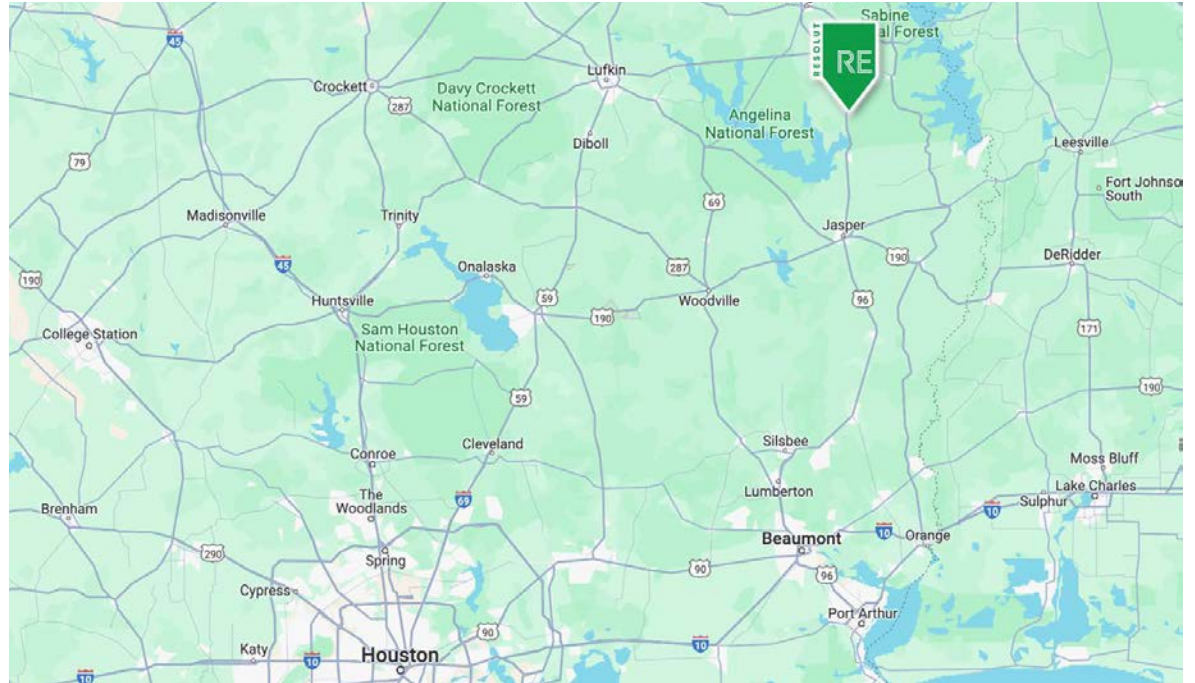 45
Sabine
al Forest
RESOLUT
RE
Lufkin
Crockett
Davy Crockett
National Forest
287
Angelina
National Forest
Diboll
79
Leesville
Fort Johnson
South
69
Madisonville
Trinity
Jasper
45
Onalaska
287
190
DeRidder
190
Huntsville
59
Woodville
96
190
College Station
Sam Houston
National Forest
171
190
59
Cleveland
Silsbee
Conroe
Moss Bluff
The
Woodlands
69
Lumberton
Lake Charles
Sulphur
Brenham
10
Beaumont
10
Orange
290
Spring
90
96
Cypress
Port Arthur
90
Katy
10
Houston
10
10